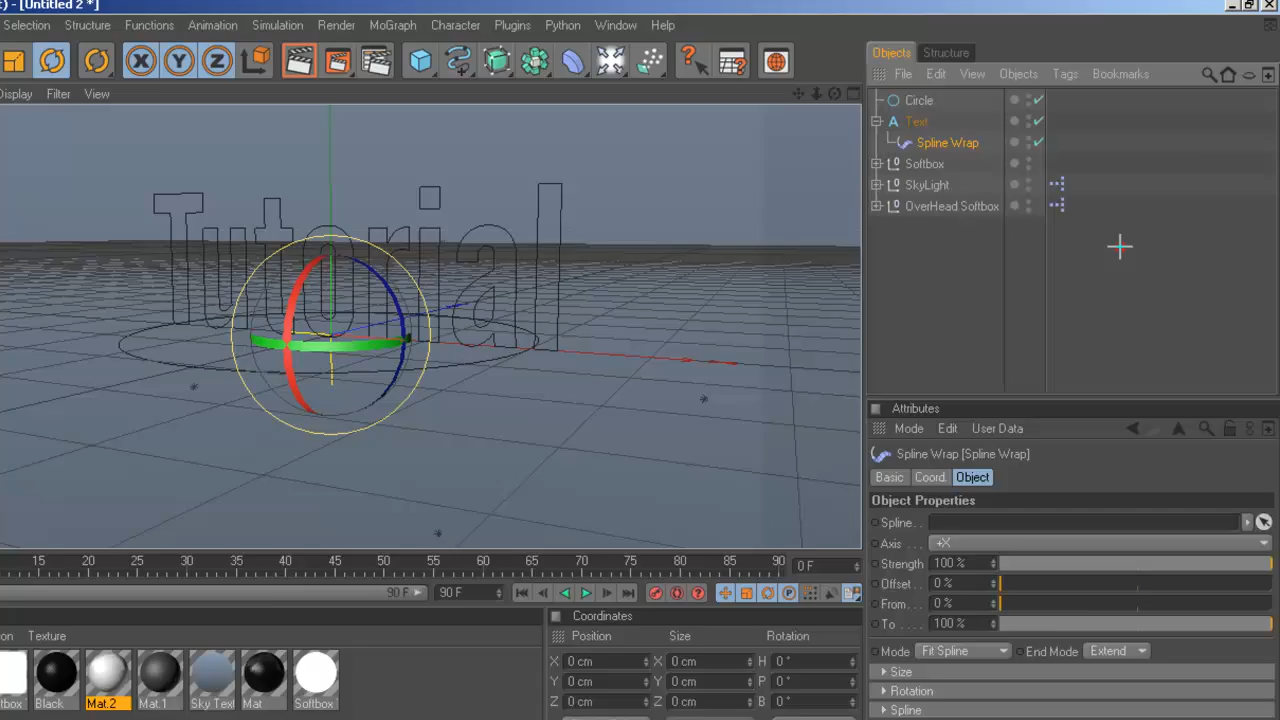 t) - [Untitled 2 *]
Selection Structure Functions Animation Simulation Render MoGraph Character Plugins Python Window Help
X Y Z
Display Filter View
Objects Structure
File Edit View Objects Tags Bookmarks
Circle
Text
Spline Wrap
Softbox
SkyLight
OverHead Softbox
Tutorial
Attributes
Mode Edit User Data
Spline Wrap [Spline Wrap]
Basic Coord. Object
Object Properties
Spline . .
Axis . . . +X
Strength 100 %
Offset . . 0 %
From . . . 0 %
To . . . . 100 %
Mode Fit Spline End Mode Extend
Size
Rotation
Spline
15 20 25 30 35 40 45 50 55 60 65 70 75 80 85 90 0 F
90 F 90 F
on Texture
tbox Black Mat.2 Mat.1 Sky Text Mat Softbox
Coordinates
Position Size Rotation
X 0 cm X 0 cm H 0 °
Y 0 cm Y 0 cm P 0 °
Z 0 cm Z 0 cm B 0 °